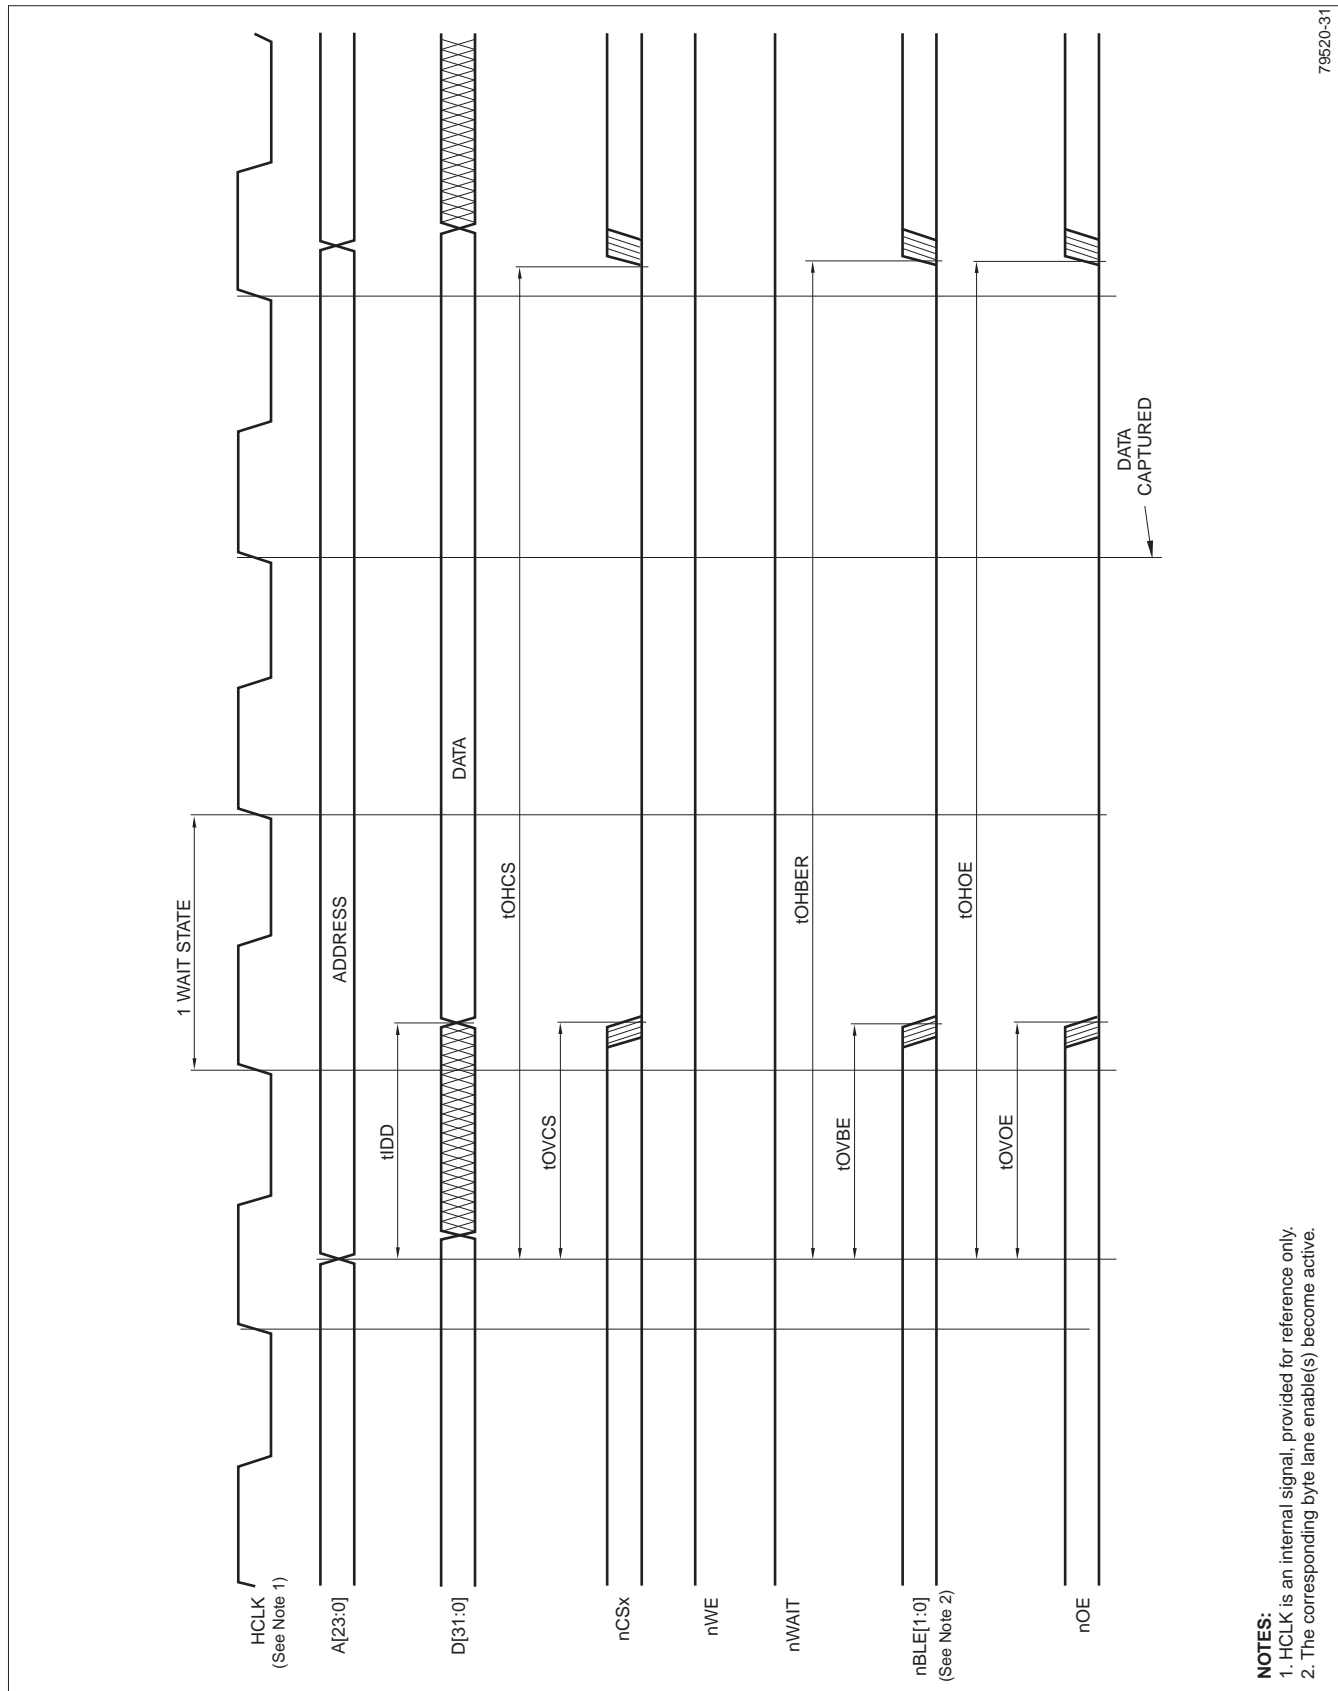 1 WAIT STATE
HCLK
(See Note 1)
A[23:0]
ADDRESS
tIDD
D[31:0]
DATA
tOHCS
tOVCS
nCSx
nWE
nWAIT
tOHBER
tOVBE
nBLE[1:0]
(See Note 2)
tOHOE
tOVOE
nOE
DATA
CAPTURED
NOTES:
1. HCLK is an internal signal, provided for reference only.
2. The corresponding byte lane enable(s) become active.
79520-31